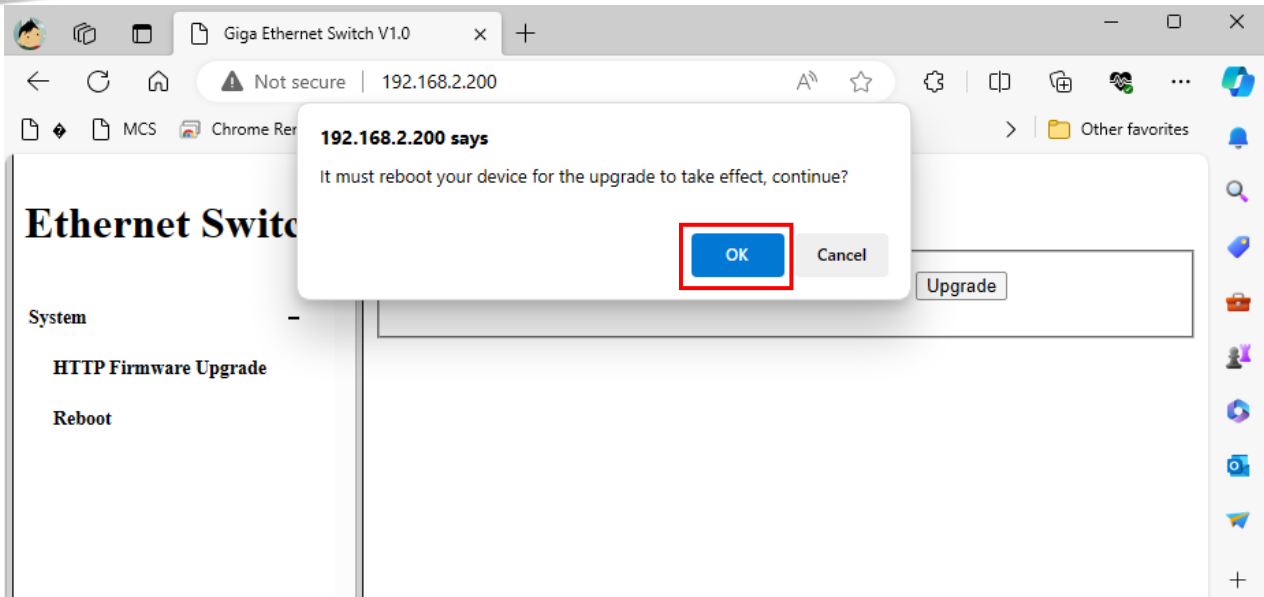 Giga Ethernet Switch V1.0
Not secure 192.168.2.200
MCS Chrome Rer Other favorites
192.168.2.200 says
It must reboot your device for the upgrade to take effect, continue?
OK Cancel
Ethernet Switc
Upgrade
System
HTTP Firmware Upgrade
Reboot